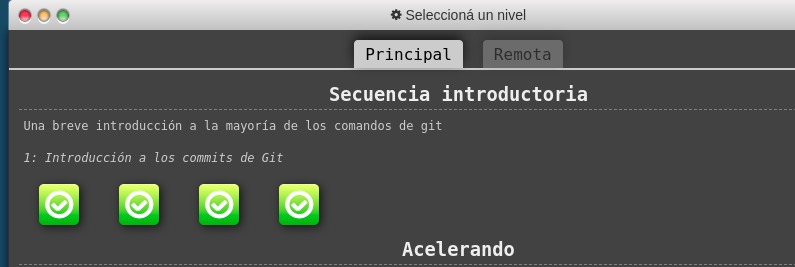 Seleccioná un nivel
Principal
Remota
Secuencia introductoria
Una breve introducción a la mayoría de los comandos de git
1: Introducción a los commits de Git
Acelerando